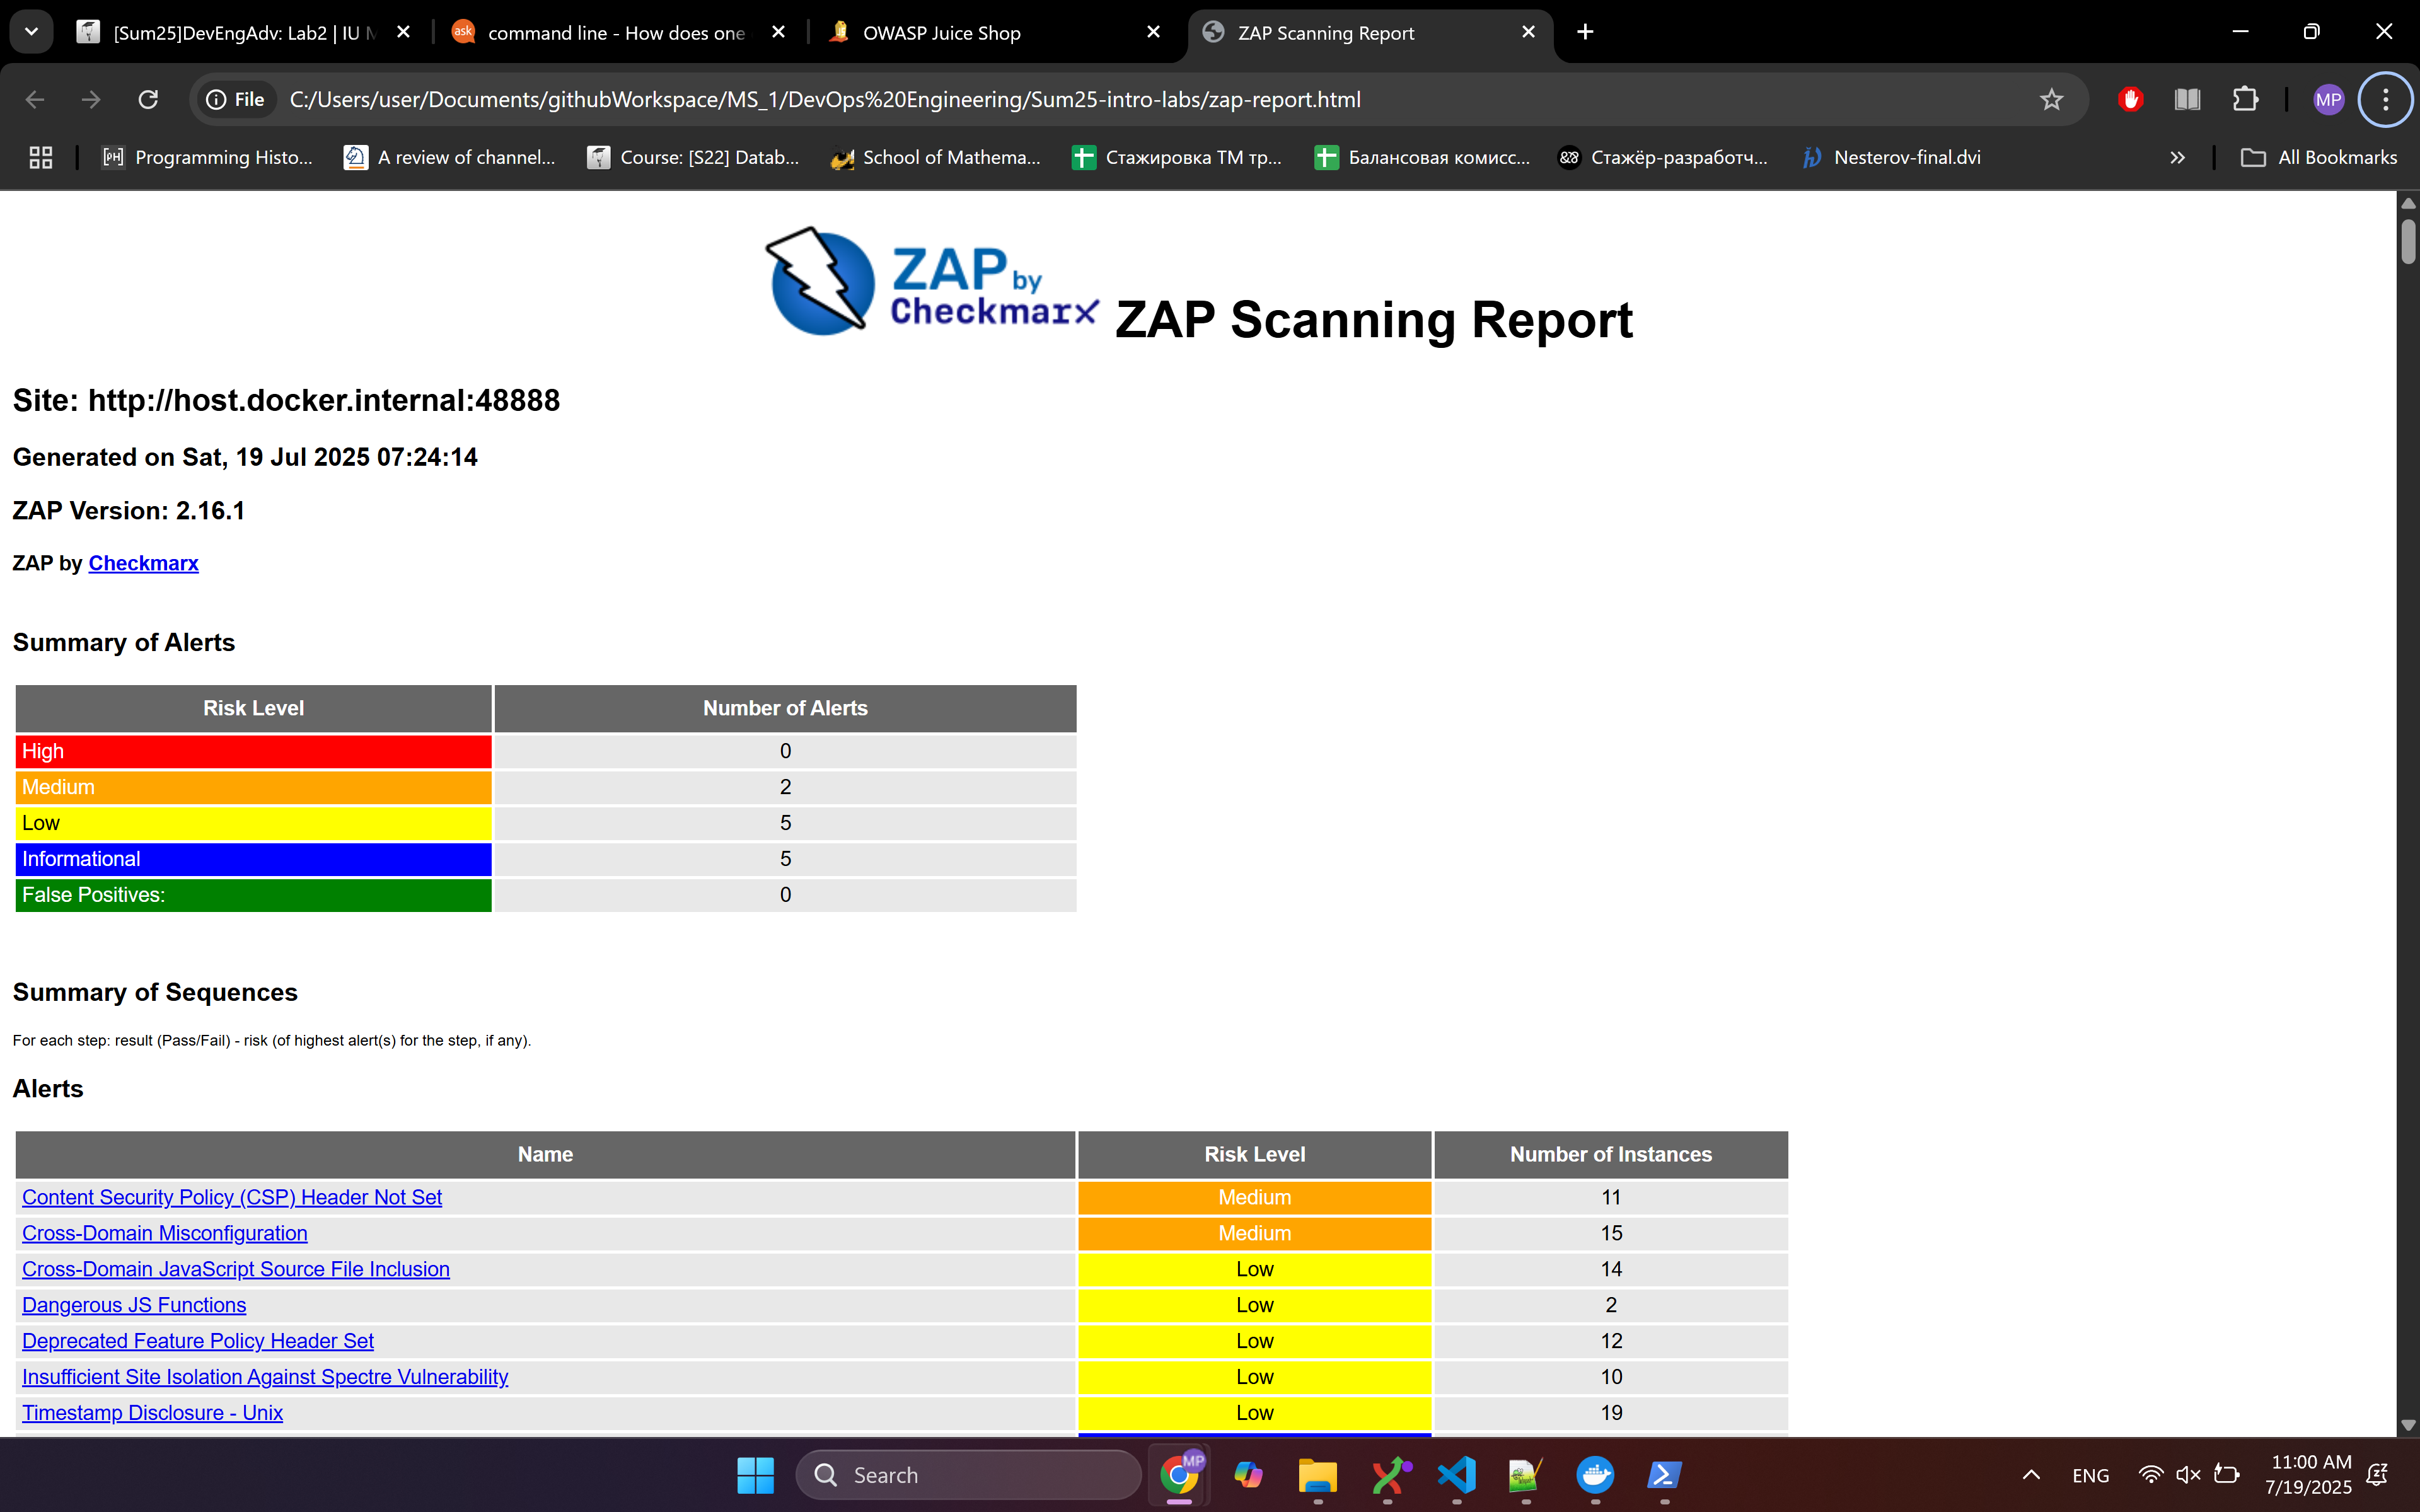 [Sum25]DevEngAdv: Lab2 | IU M
ask
command line - How does one
OWASP Juice Shop
ZAP Scanning Report
File
C:/Users/user/Documents/githubWorkspace/MS_1/DevOps%20Engineering/Sum25-intro-labs/zap-report.html
MP
Programming Histo...
A review of channel...
Course: [S22] Datab...
School of Mathema...
Стажировка ТМ тр...
Балансовая комисс...
Стажёр-разработч...
Nesterov-final.dvi
All Bookmarks
ZAP by
Checkmarx
ZAP Scanning Report
Site: http://host.docker.internal:48888
Generated on Sat, 19 Jul 2025 07:24:14
ZAP Version: 2.16.1
ZAP by Checkmarx
Summary of Alerts
Risk Level Number of Alerts
High 0
Medium 2
Low 5
Informational 5
False Positives: 0
Summary of Sequences
For each step: result (Pass/Fail) - risk (of highest alert(s) for the step, if any).
Alerts
Name Risk Level Number of Instances
Content Security Policy (CSP) Header Not Set Medium 11
Cross-Domain Misconfiguration Medium 15
Cross-Domain JavaScript Source File Inclusion Low 14
Dangerous JS Functions Low 2
Deprecated Feature Policy Header Set Low 12
Insufficient Site Isolation Against Spectre Vulnerability Low 10
Timestamp Disclosure - Unix Low 19
Search
MP
ENG
11:00 AM
7/19/2025